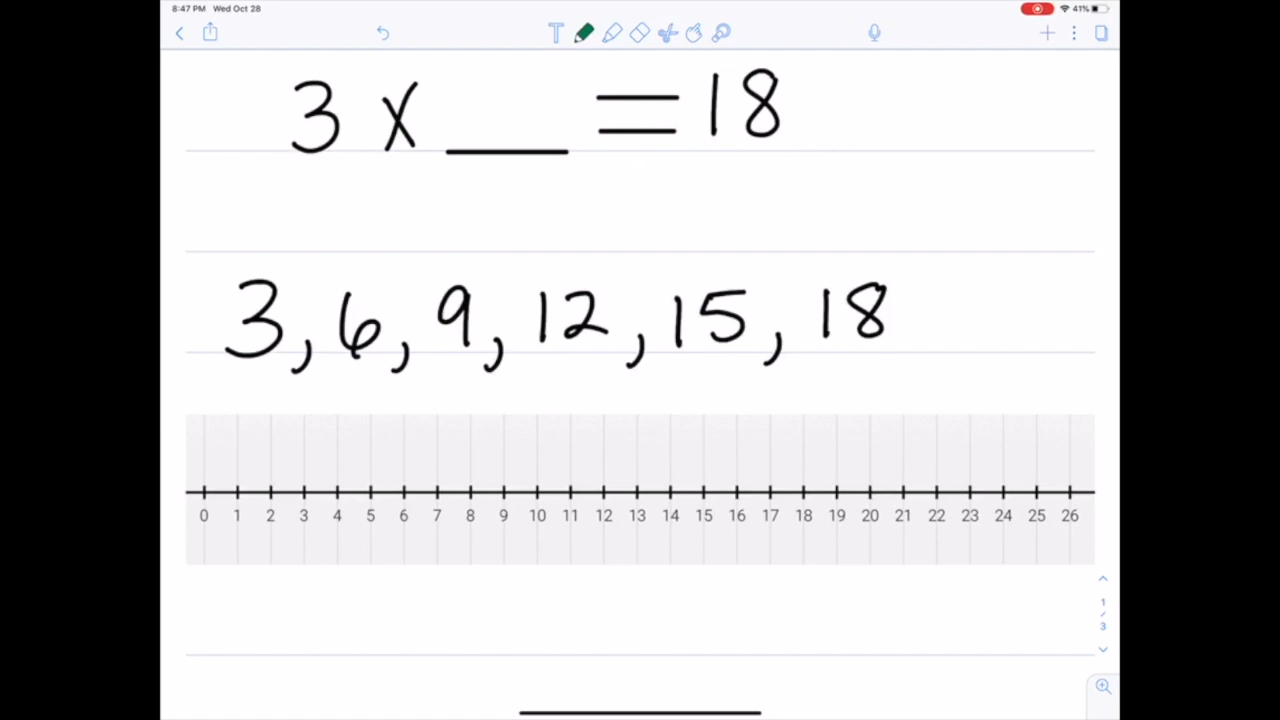 8:47 PM Wed Oct 28 41%
T
3 x ___ = 18
3, 6, 9, 12, 15, 18
0 1 2 3 4 5 6 7 8 9 10 11 12 13 14 15 16 17 18 19 20 21 22 23 24 25 26
1
/
3